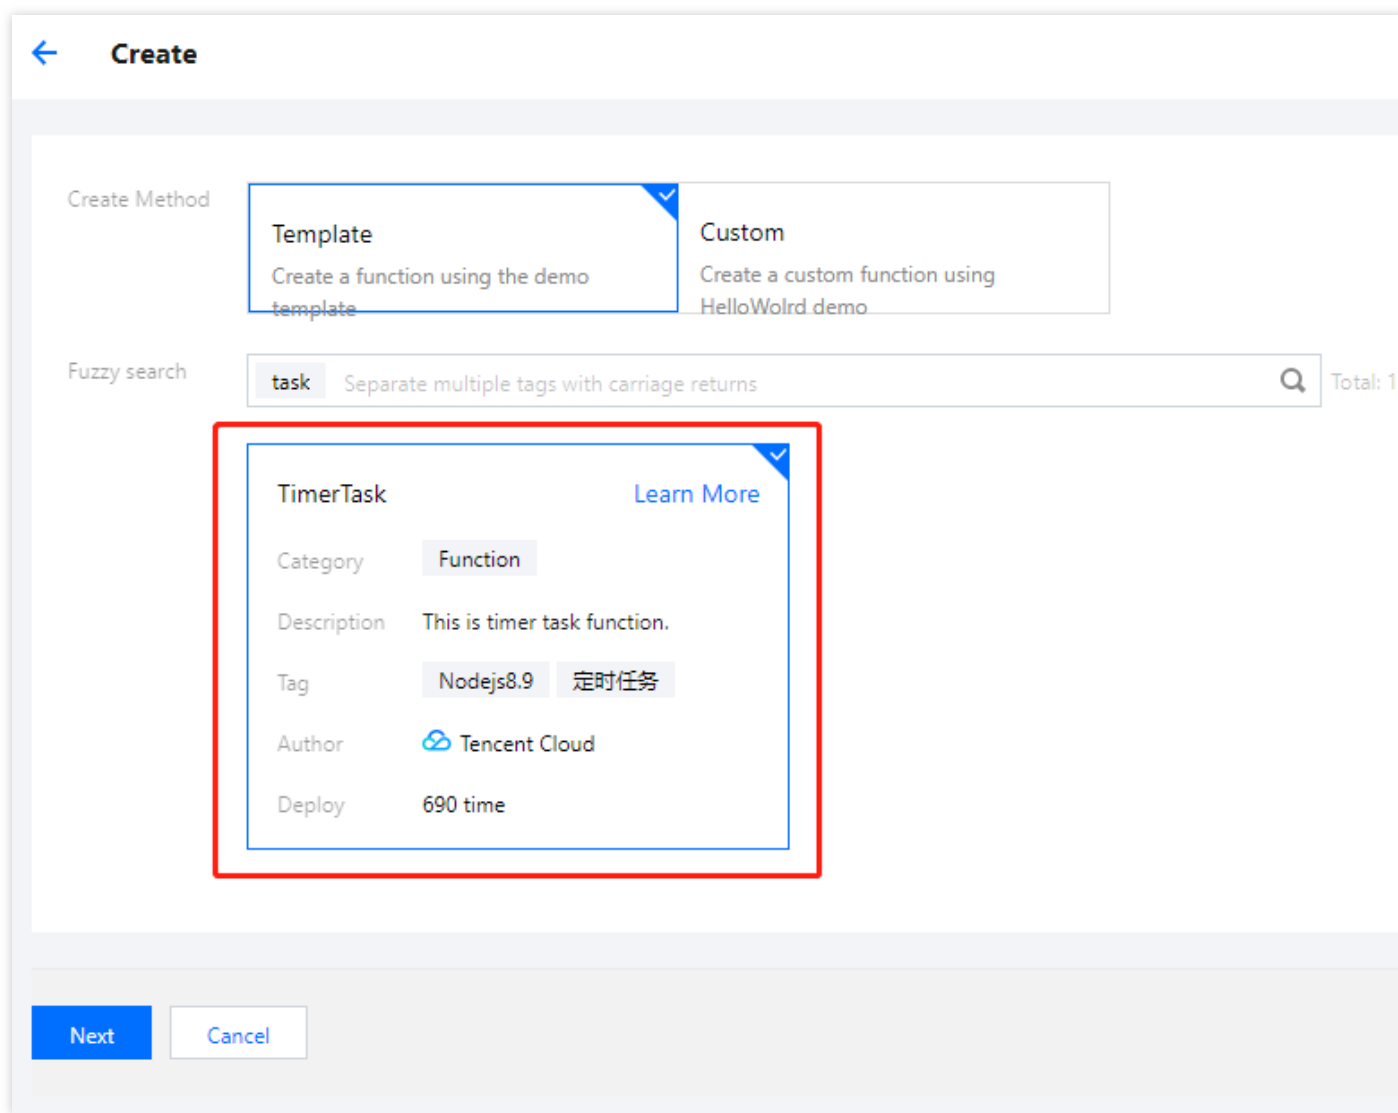 Create
Create Method
Template
Create a function using the demo
template
Custom
Create a custom function using
HelloWolrd demo
Fuzzy search
task Separate multiple tags with carriage returns
Total: 1
TimerTask Learn More
Category Function
Description This is timer task function.
Tag Nodejs8.9 定时任务
Author Tencent Cloud
Deploy 690 time
Next Cancel